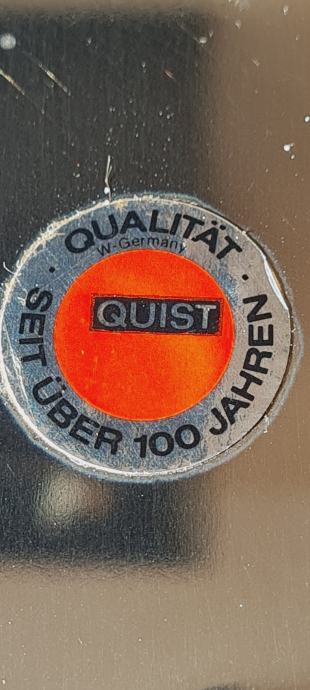 QUALITÄT
W-Germany
QUIST
· SEIT ÜBER 100 JAHREN ·